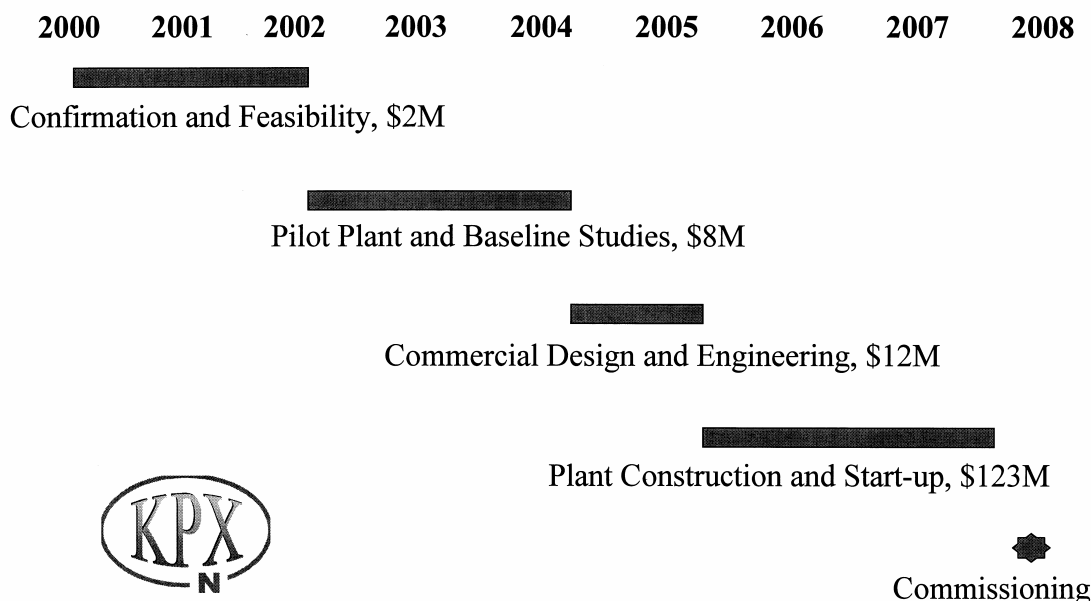 2000 2001 2002 2003 2004 2005 2006 2007 2008
Confirmation and Feasibility, $2M
Pilot Plant and Baseline Studies, $8M
Commercial Design and Engineering, $12M
Plant Construction and Start-up, $123M
KPX
N
Commissioning